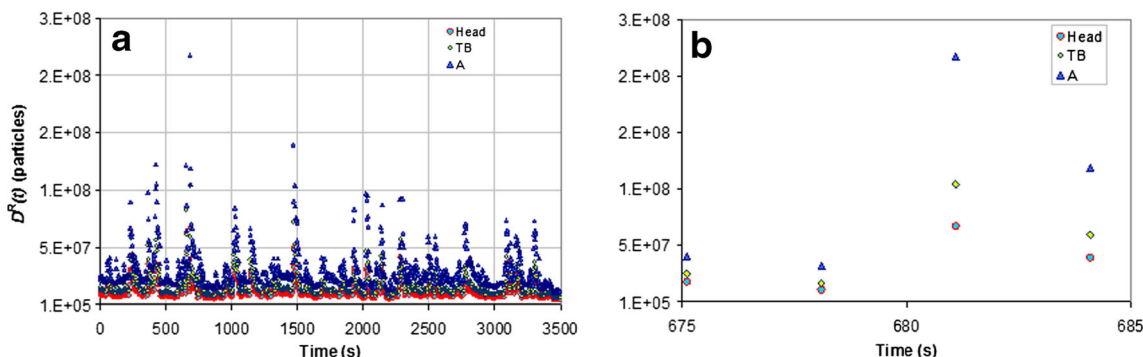 a
Head
TB
A
3.E+08
2.E+08
2.E+08
1.E+08
5.E+07
1.E+05
0 500 1000 1500 2000 2500 3000 3500
Time (s)
D^R(t) (particles)
b
Head
TB
A
3.E+08
2.E+08
2.E+08
1.E+08
5.E+07
1.E+05
675 680 685
Time (s)